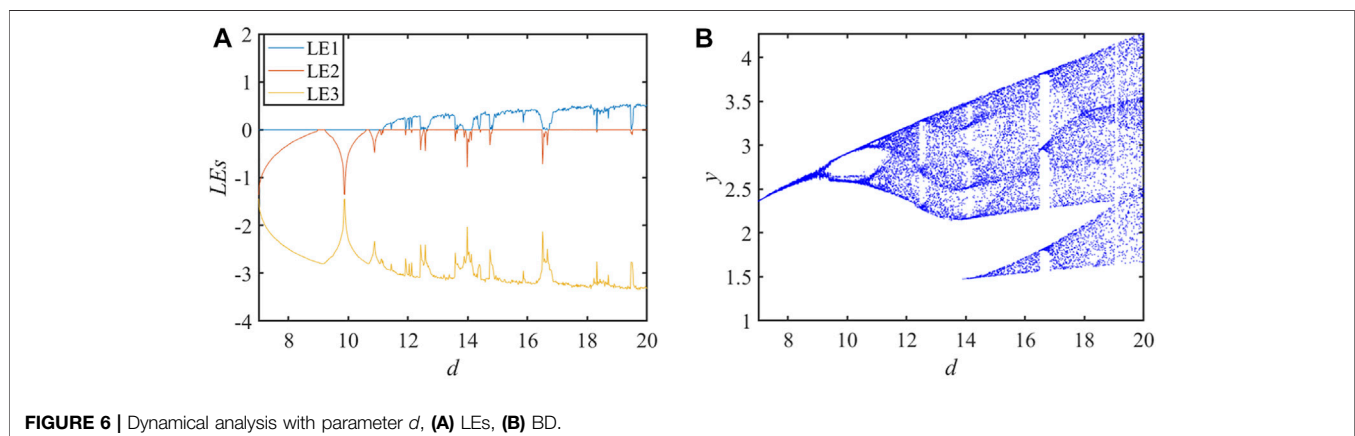 A
B
2
1
0
-1
-2
-3
-4
LEs
LE1
LE2
LE3
8 10 12 14 16 18 20
d
4
3.5
3
2.5
2
1.5
1
y
8 10 12 14 16 18 20
d
FIGURE 6 | Dynamical analysis with parameter d, (A) LEs, (B) BD.